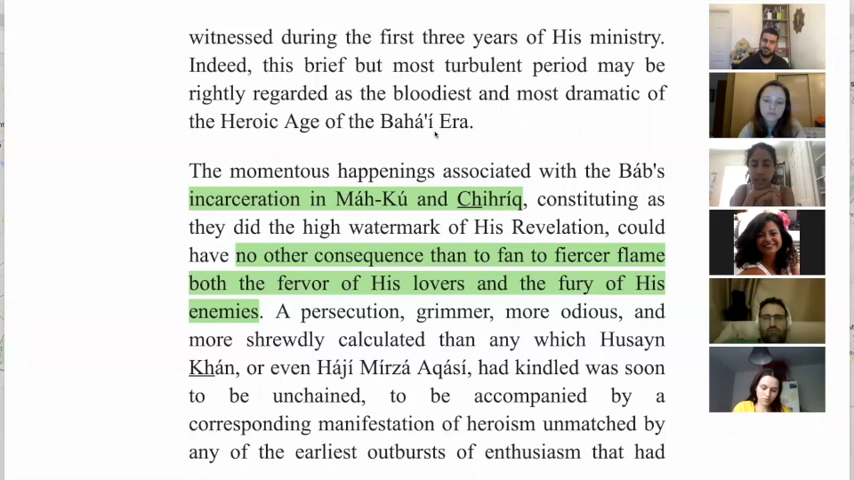 witnessed during the first three years of His ministry.
Indeed, this brief but most turbulent period may be
rightly regarded as the bloodiest and most dramatic of
the Heroic Age of the Bahá'í Era.
The momentous happenings associated with the Báb's
incarceration in Máh-Kú and Chihríq, constituting as
they did the high watermark of His Revelation, could
have no other consequence than to fan to fiercer flame
both the fervor of His lovers and the fury of His
enemies. A persecution, grimmer, more odious, and
more shrewdly calculated than any which Husayn
Khán, or even Hájí Mírzá Aqásí, had kindled was soon
to be unchained, to be accompanied by a
corresponding manifestation of heroism unmatched by
any of the earliest outbursts of enthusiasm that had